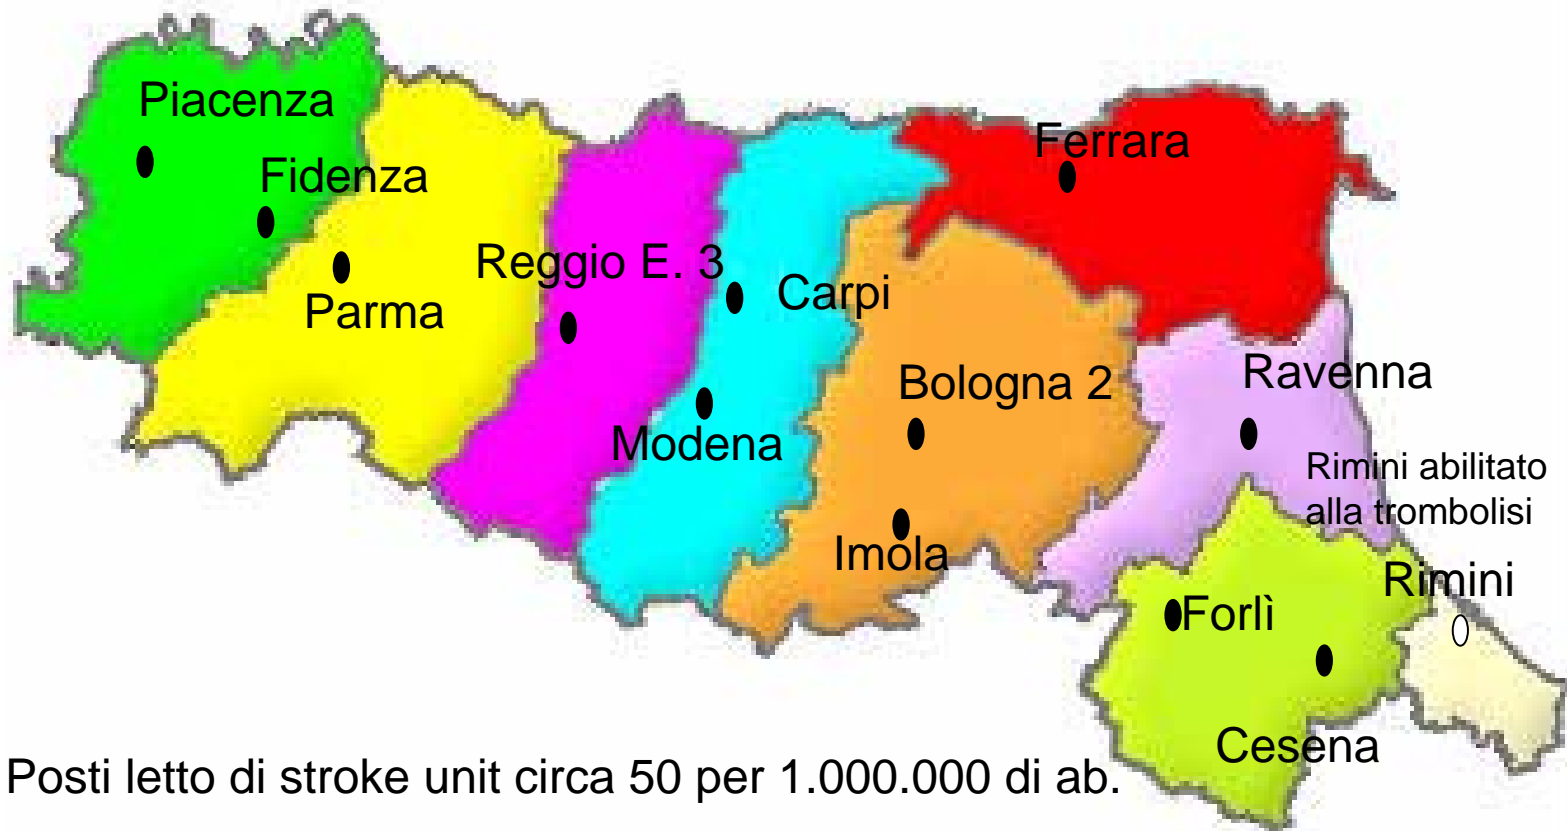 Piacenza
Ferrara
Fidenza
Reggio E. 3
Carpi
Parma
Bologna 2
Ravenna
Modena
Rimini abilitato
alla trombolisi
Imola
Rimini
Forlì
Cesena
Posti letto di stroke unit circa 50 per 1.000.000 di ab.